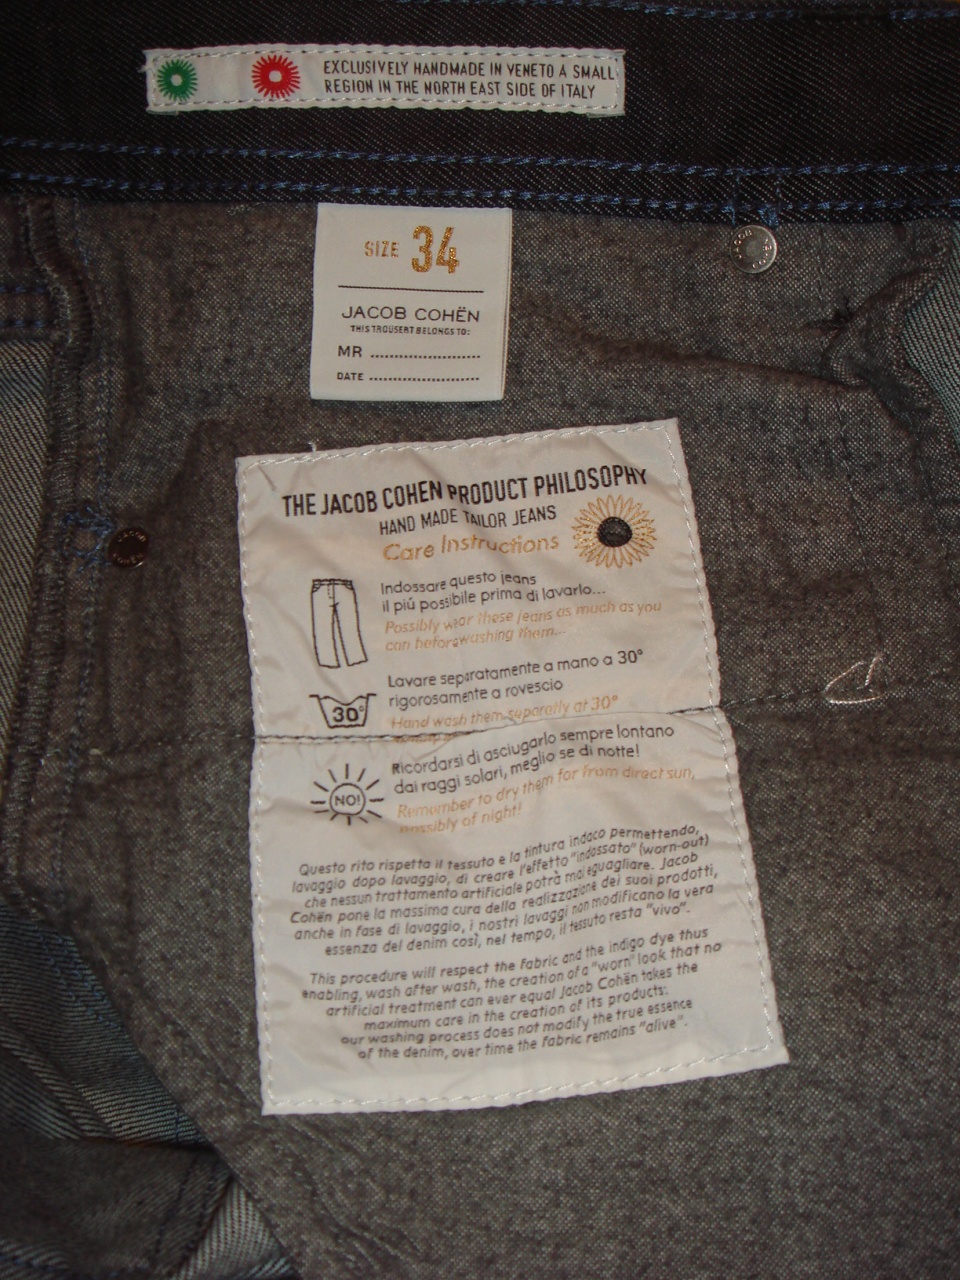 EXCLUSIVELY HANDMADE IN VENETO A SMALL
REGION IN THE NORTH EAST SIDE OF ITALY
SIZE 34
JACOB COHËN
THIS TROUSERT BELONGS TO:
MR ........................
DATE ........................
THE JACOB COHEN PRODUCT PHILOSOPHY
HAND MADE TAILOR JEANS
Care Instructions
Indossare questo jeans
il piú possibile prima di lavarlo...
Possibly wear these jeans as much as you
can before washing them...
30°
Lavare separatamente a mano a 30°
rigorosamente a rovescio
Hand wash them separatly at 30°
NO!
Ricordarsi di asciugarlo sempre lontano
dai raggi solari, meglio se di notte!
Remember to dry them far from direct sun,
possibly of night!
Questo rito rispetta il tessuto e la tintura indaco permettendo,
lavaggio dopo lavaggio, di creare l'effetto "indossato" (worn-out)
che nessun trattamento artificiale potrà mai eguagliare. Jacob
Cohën pone la massima cura della realizzazione dei suoi prodotti,
anche in fase di lavaggio, i nostri lavaggi non modificano la vera
essenza del denim così, nel tempo, il tessuto resta "vivo".
This procedure will respect the fabric and the indigo dye thus
enabling, wash after wash, the creation of a "worn" look that no
artificial treatment can ever equal Jacob Cohën takes the
maximum care in the creation of its products:
our washing process does not modify the true essence
of the denim, over time the fabric remains "alive".